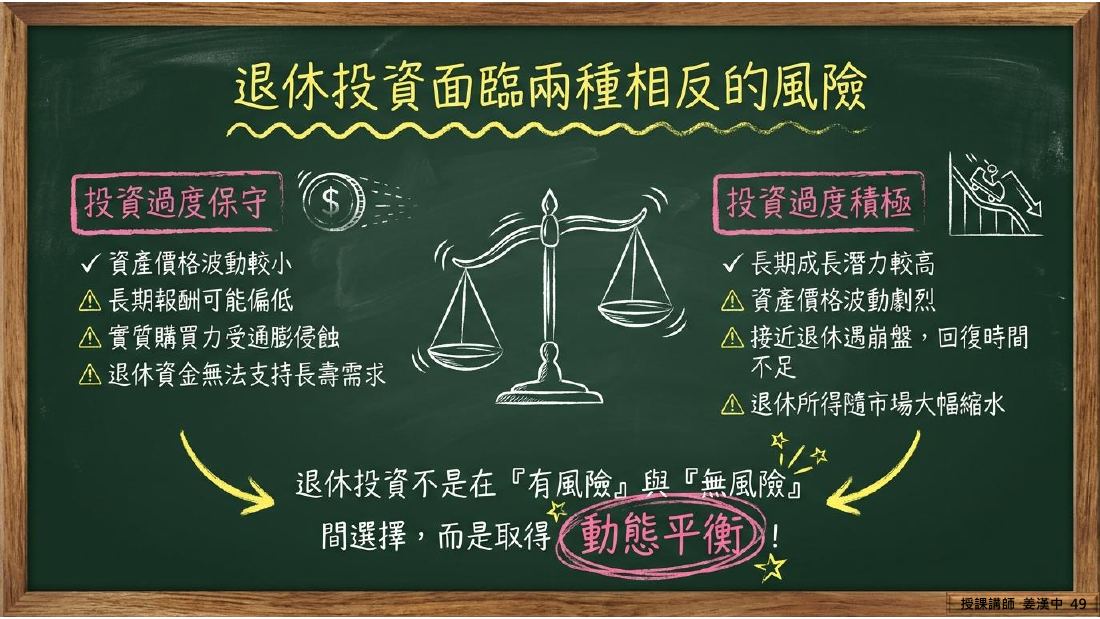 退休投資面臨兩種相反的風險
投資過度保守
$
✓ 資產價格波動較小
⚠ 長期報酬可能偏低
⚠ 實質購買力受通膨侵蝕
⚠ 退休資金無法支持長壽需求
投資過度積極
✓ 長期成長潛力較高
⚠ 資產價格波動劇烈
⚠ 接近退休遇崩盤，回復時間
不足
⚠ 退休所得隨市場大幅縮水
退休投資不是在『有風險』與『無風險』
間選擇，而是取得動態平衡！
授課講師 姜漢中 49